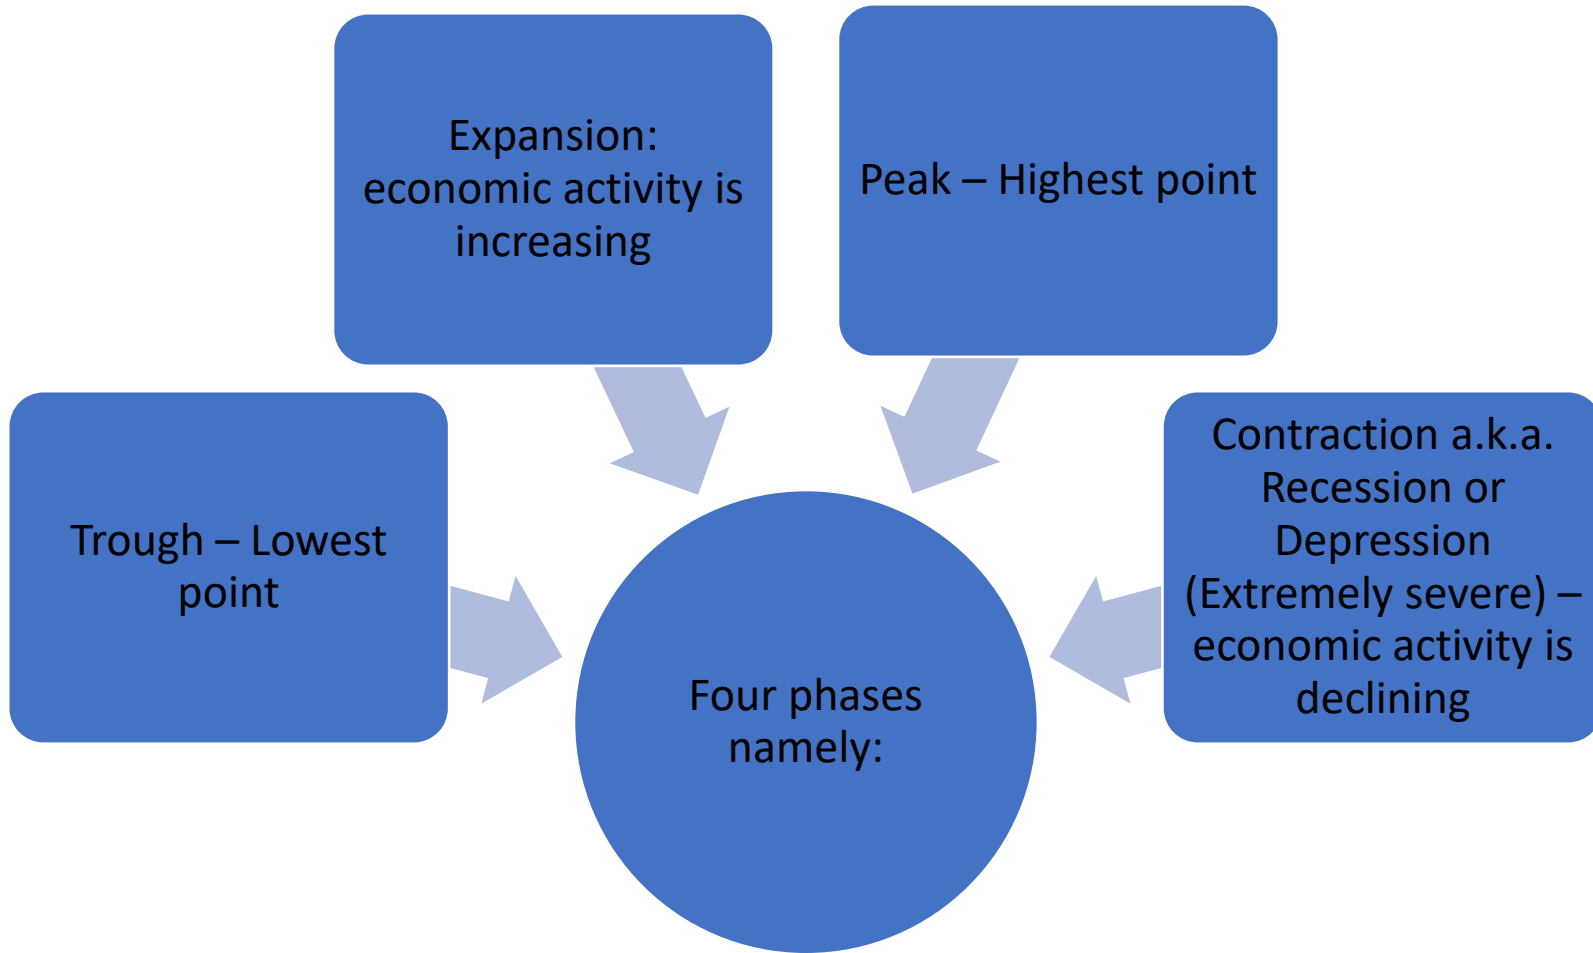 Expansion:
economic activity is
increasing
Peak – Highest point
Trough – Lowest
point
Contraction a.k.a.
Recession or
Depression
(Extremely severe) –
economic activity is
declining
Four phases
namely: